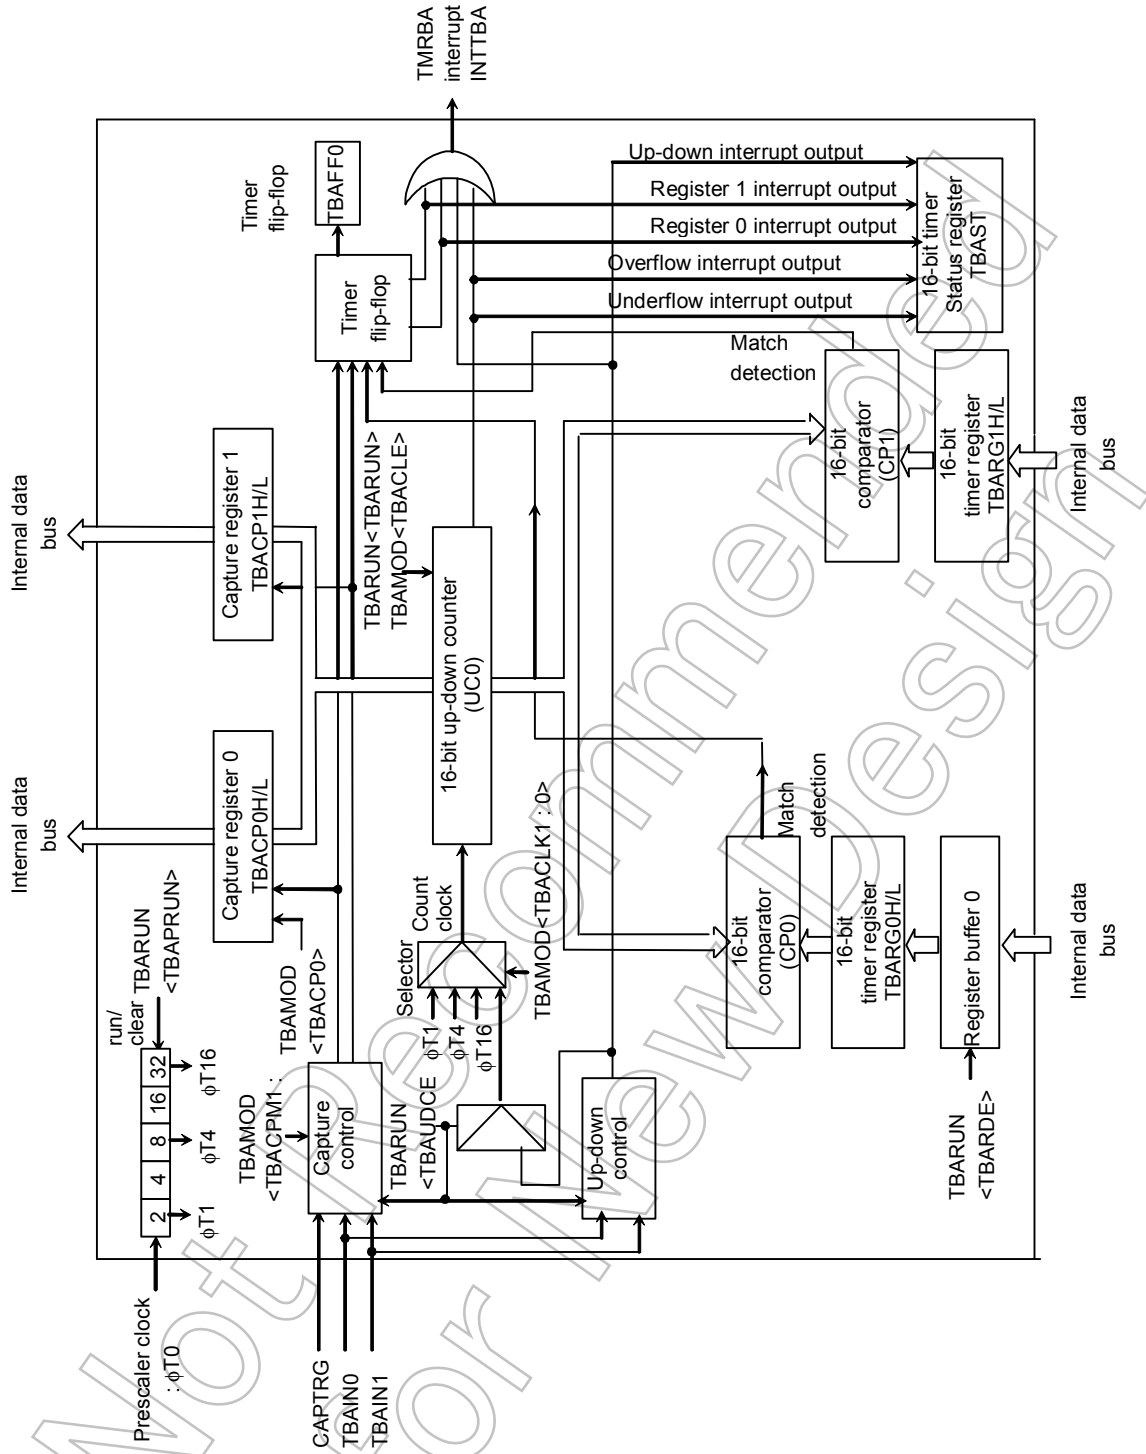 Prescaler clock
: ϕT0
2 4 8 16 32
ϕT1
ϕT4
ϕT16
run/
clear
TBARUN
<TBAPRUN>
Internal data
bus
Internal data
bus
Capture register 0
TBACP0H/L
Capture register 1
TBACP1H/L
TBAMOD
<TBACP0>
TBAMOD
<TBACPM1 :
CAPTRG
TBAIN0
TBAIN1
Capture
control
TBARUN
<TBAUDCE
Selector
ϕT1
ϕT4
ϕT16
Count
clock
TBAMOD<TBACLK1 : 0>
16-bit up-down counter
(UC0)
TBARUN<TBARUN>
TBAMOD<TBACLE>
Timer
flip-flop
Timer
flip-flop
TBAFF0
TMRBA
interrupt
INTTBA
Up-down
control
Up-down interrupt output
Register 1 interrupt output
Register 0 interrupt output
Overflow interrupt output
Underflow interrupt output
16-bit timer
Status register
TBAST
Match
detection
16-bit
comparator
(CP0)
Match
detection
16-bit
comparator
(CP1)
16-bit
timer register
TBARG0H/L
16-bit
timer register
TBARG1H/L
Register buffer 0
TBARUN
<TBARDE>
Internal data
bus
Internal data
bus
Not Recommended
for New Design